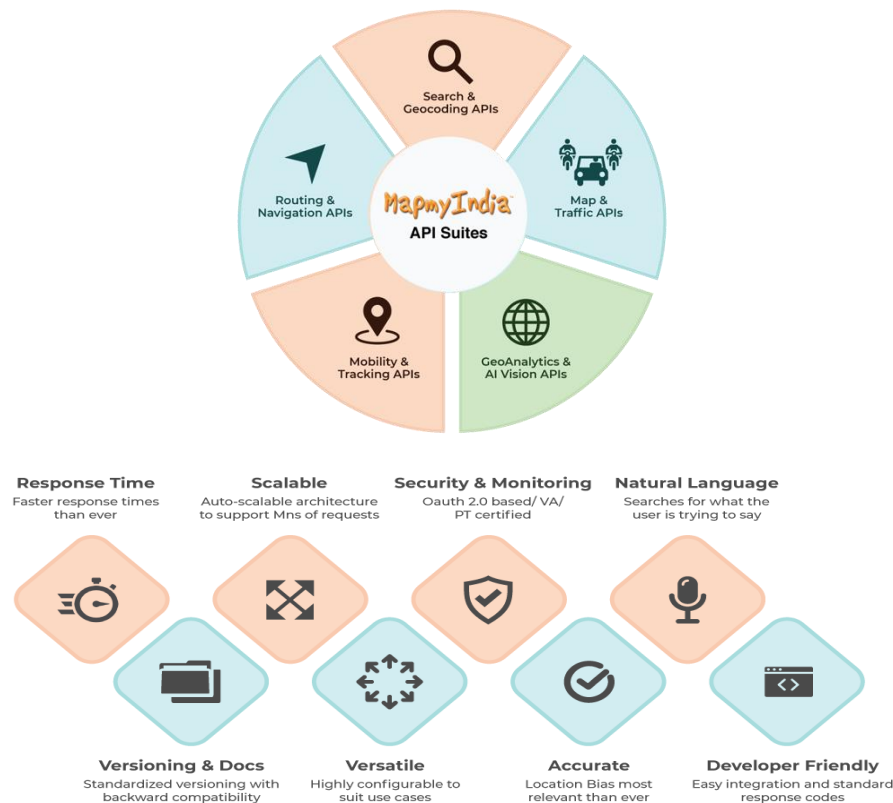 Search &
Geocoding APIs
Routing &
Navigation APIs
MapmyIndia
API Suites
Map &
Traffic APIs
Mobility &
Tracking APIs
GeoAnalytics &
AI Vision APIs
Response Time
Faster response times
than ever
Scalable
Auto-scalable architecture
to support Mns of requests
Security & Monitoring
Oauth 2.0 based/ VA/
PT certified
Natural Language
Searches for what the
user is trying to say
Versioning & Docs
Standardized versioning with
backward compatibility
Versatile
Highly configurable to
suit use cases
Accurate
Location Bias most
relevant than ever
Developer Friendly
Easy integration and standard
response codes